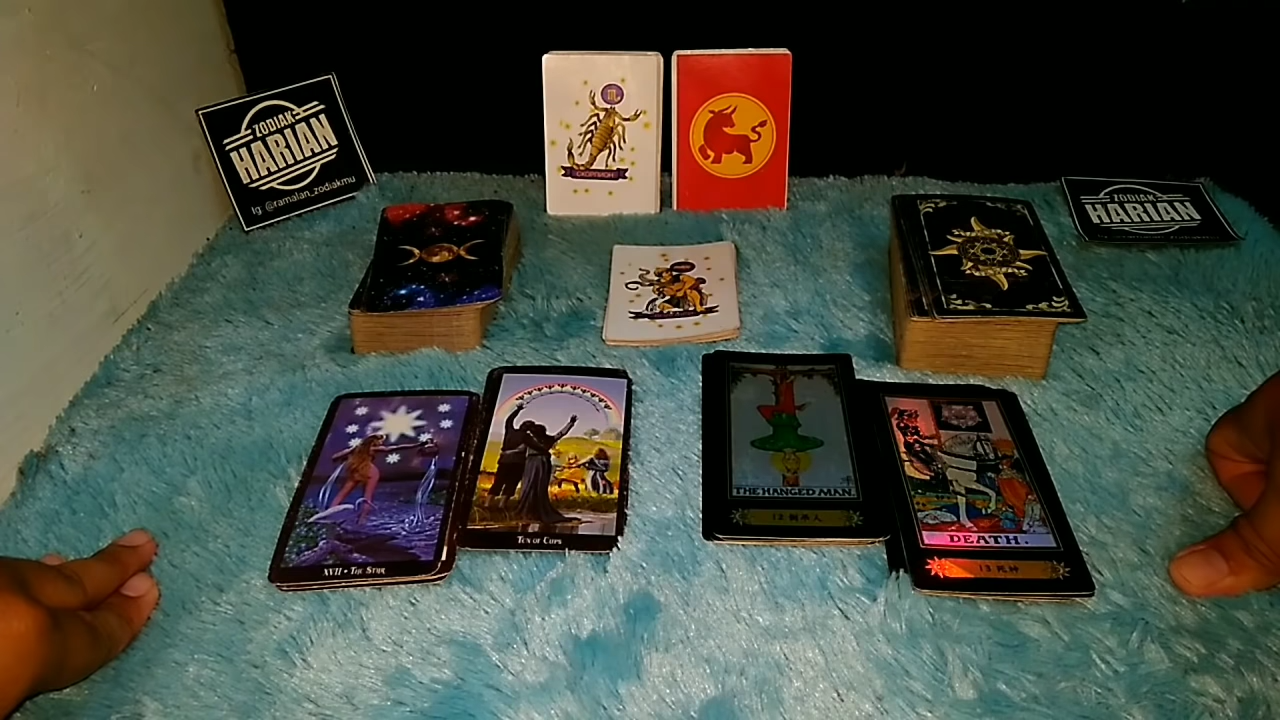 ZODIAK
HARIAN
Ig: @ramalan_zodiakmu
СКОРПИОН
ZODIAK
HARIAN
XVII • The Star
Ten of Cups
THE HANGED MAN.
12.倒吊人
DEATH.
13.死神